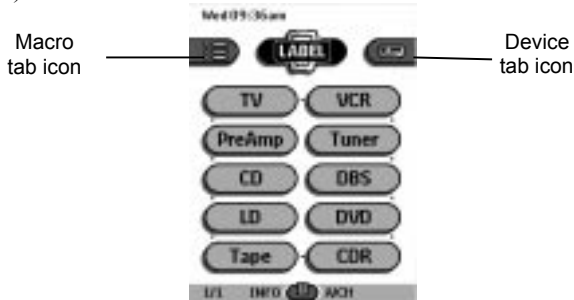 Wed 09:36am
Macro
tab icon
LABEL
Device
tab icon
TV VCR
PreAmp Tuner
CD DBS
LD DVD
Tape CDR
1/1 INFO A/CH